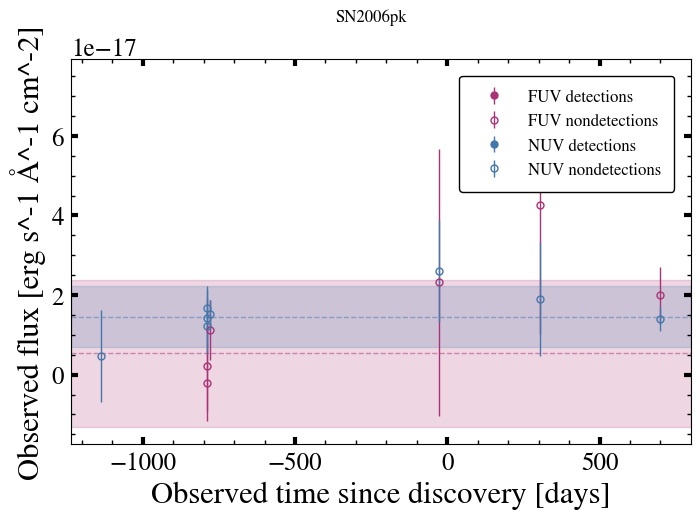 SN2006pk
1e−17
Observed flux [erg s^-1 Å^-1 cm^-2]
6
4
2
0
FUV detections
FUV nondetections
NUV detections
NUV nondetections
−1000 −500 0 500
Observed time since discovery [days]